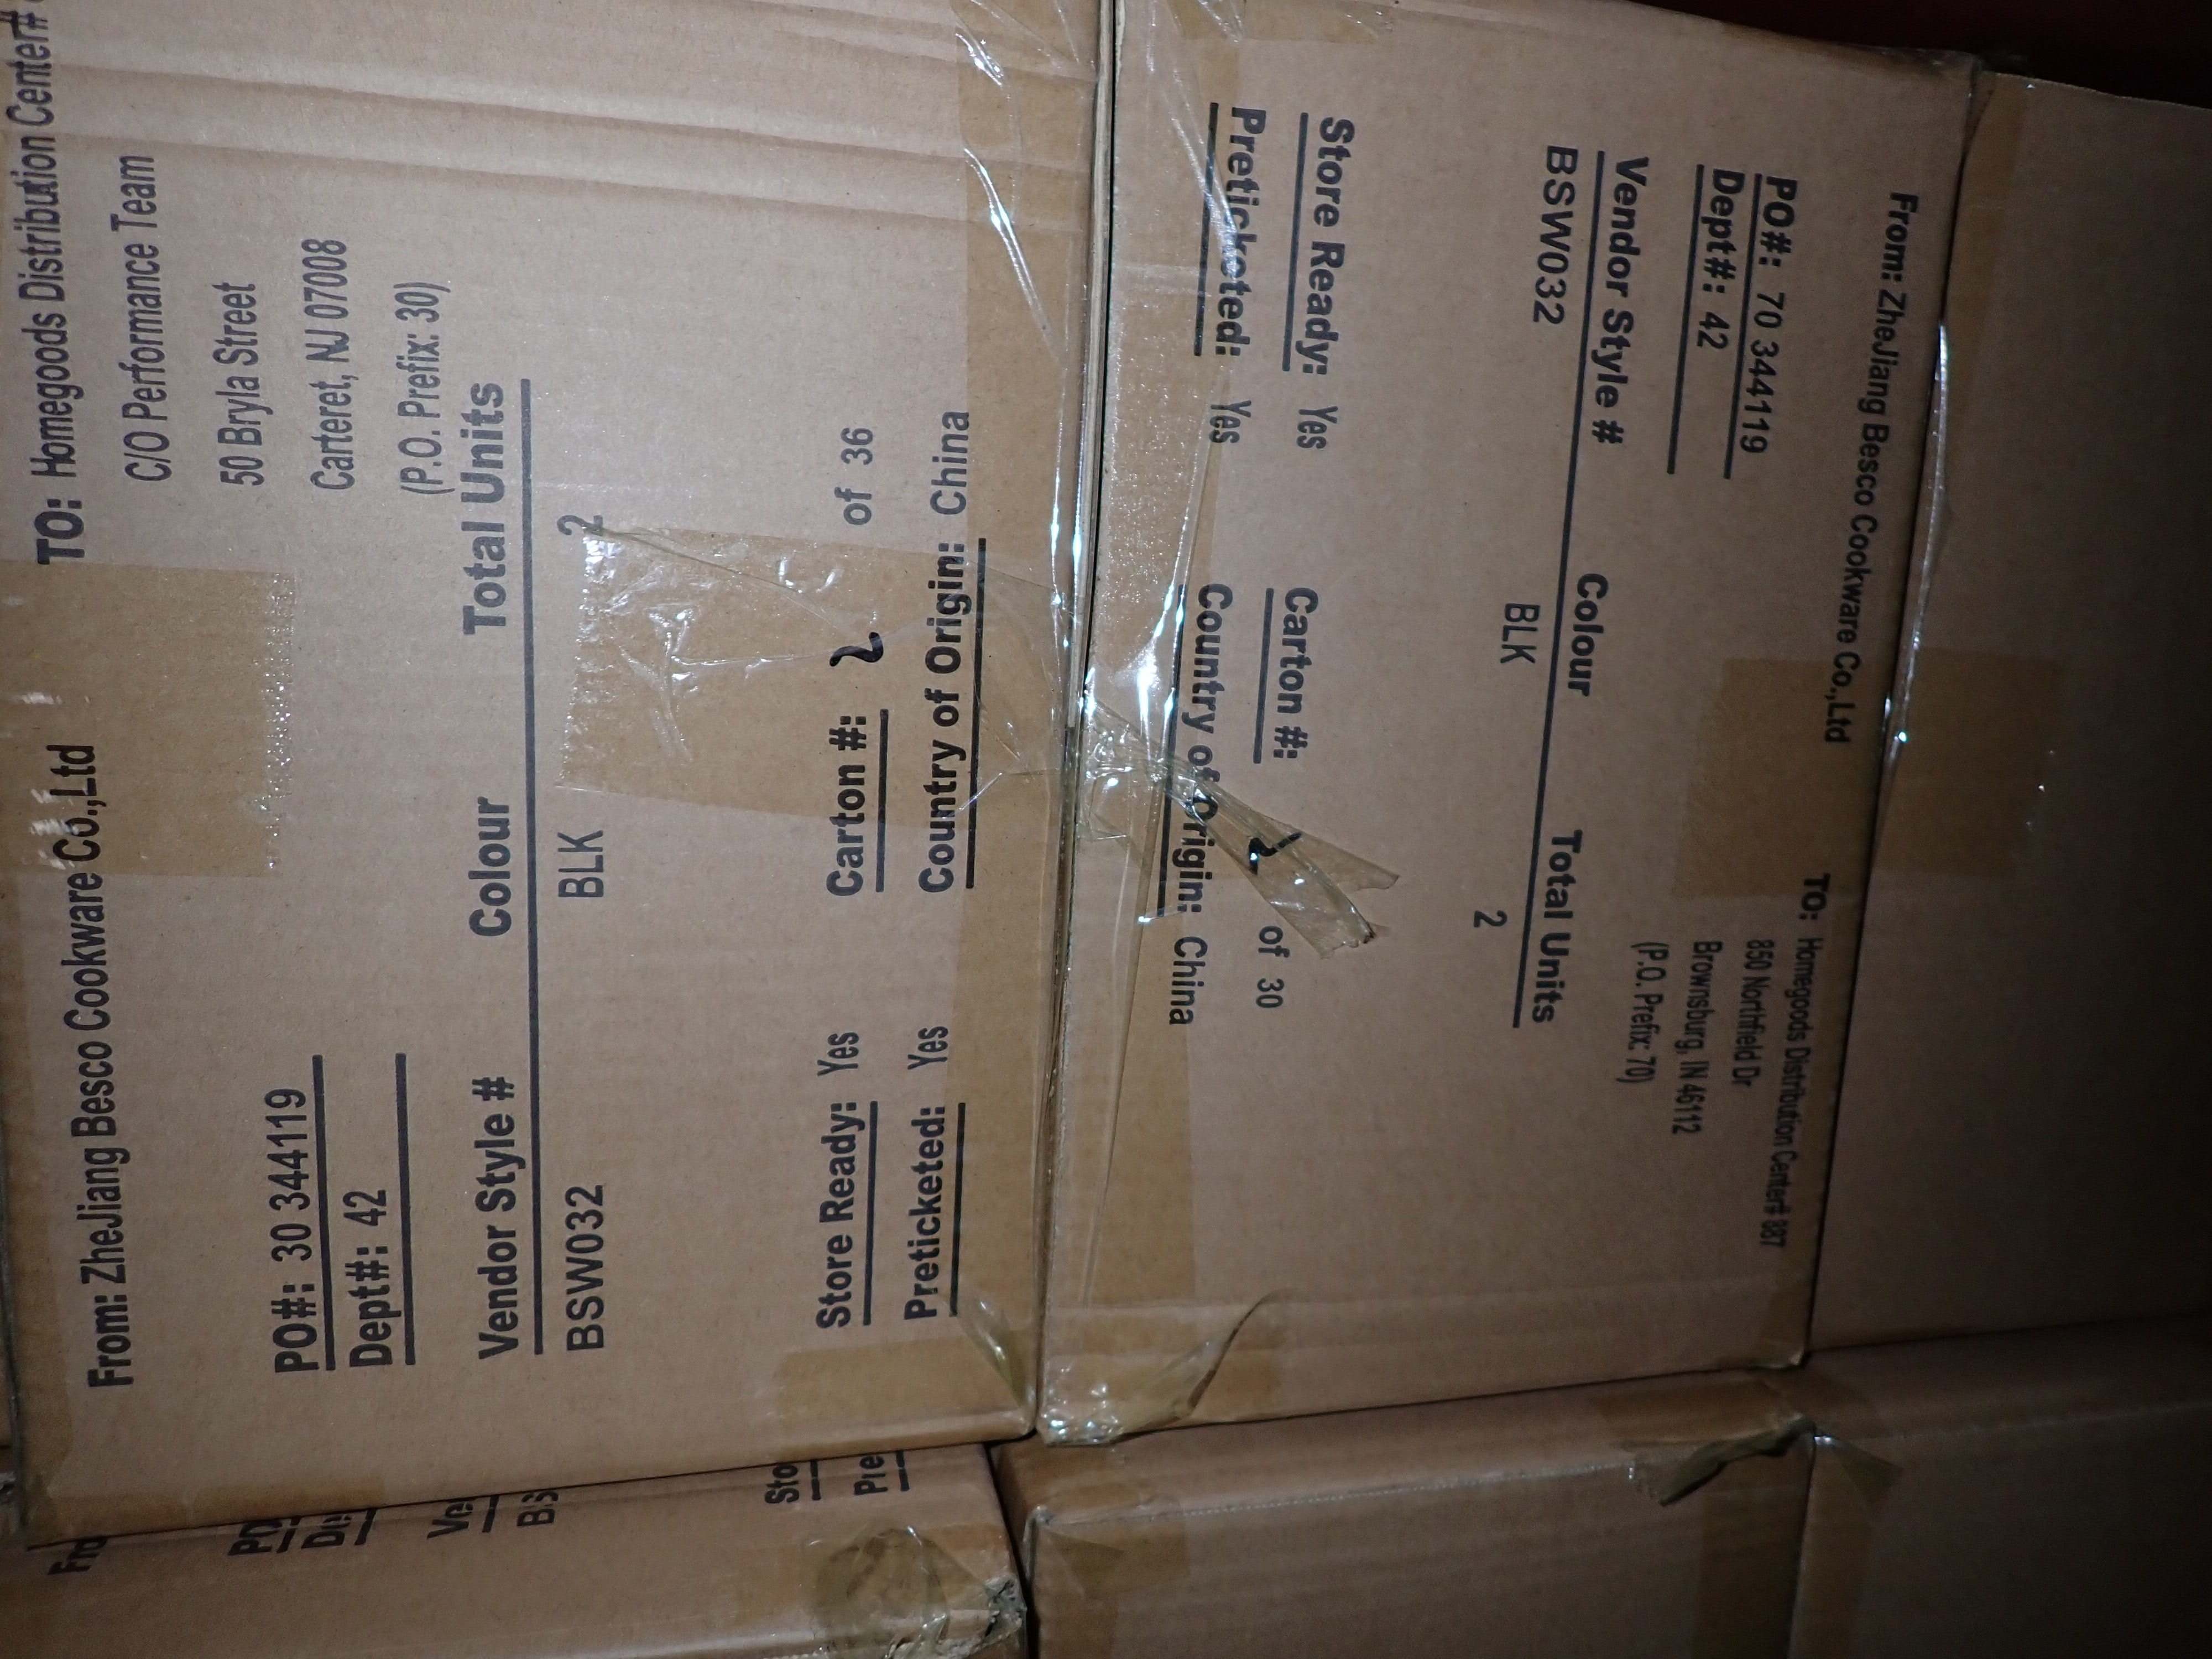 From: ZheJiang Besco Cookware Co.,Ltd
TO: Homegoods Distribution Center#
C/O Performance Team
50 Bryla Street
Carteret, NJ 07008
(P.O. Prefix: 30)
PO#: 30 344119
Dept#: 42
Vendor Style # Colour Total Units
BSW032 BLK 2
Store Ready: Yes Carton #: 2 of 36
Preticketed: Yes Country of Origin: China
From: ZheJiang Besco Cookware Co.,Ltd
TO: Homegoods Distribution Center# 887
850 Northfield Dr
Brownsburg, IN 46112
(P.O. Prefix: 70)
PO#: 70 344119
Dept#: 42
Vendor Style # Colour Total Units
BSW032 BLK 2
Store Ready: Yes Carton #: of 30
Preticketed: Yes Country of Origin: China